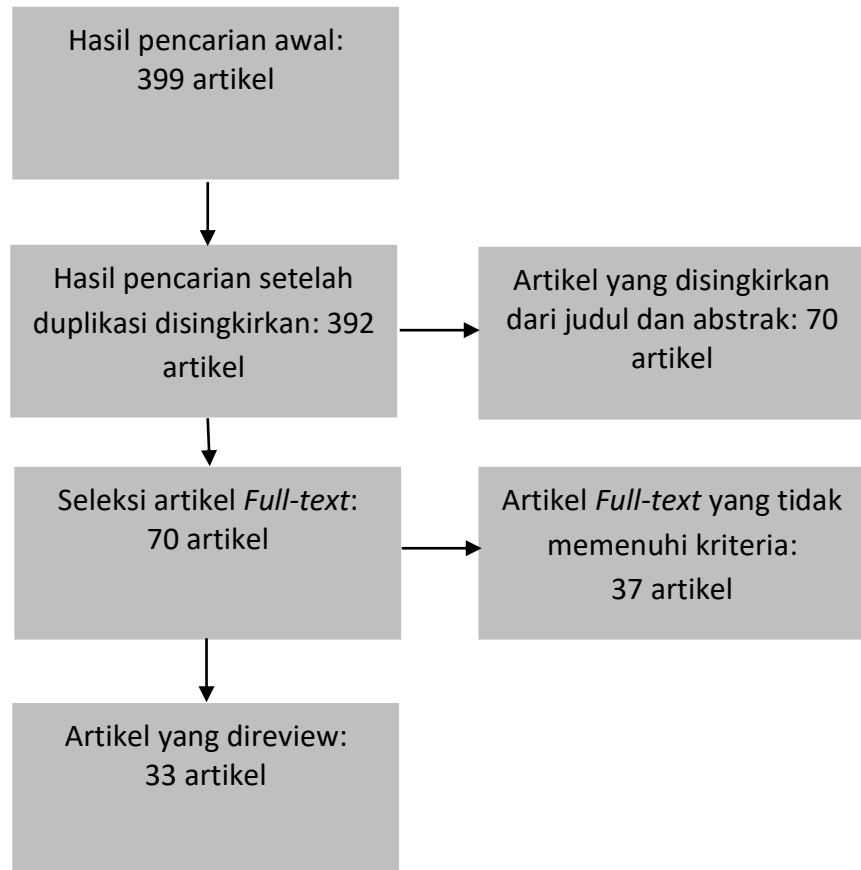 Hasil pencarian awal:
399 artikel
Hasil pencarian setelah
duplikasi disingkirkan: 392
artikel
Artikel yang disingkirkan
dari judul dan abstrak: 70
artikel
Seleksi artikel Full-text:
70 artikel
Artikel Full-text yang tidak
memenuhi kriteria:
37 artikel
Artikel yang direview:
33 artikel